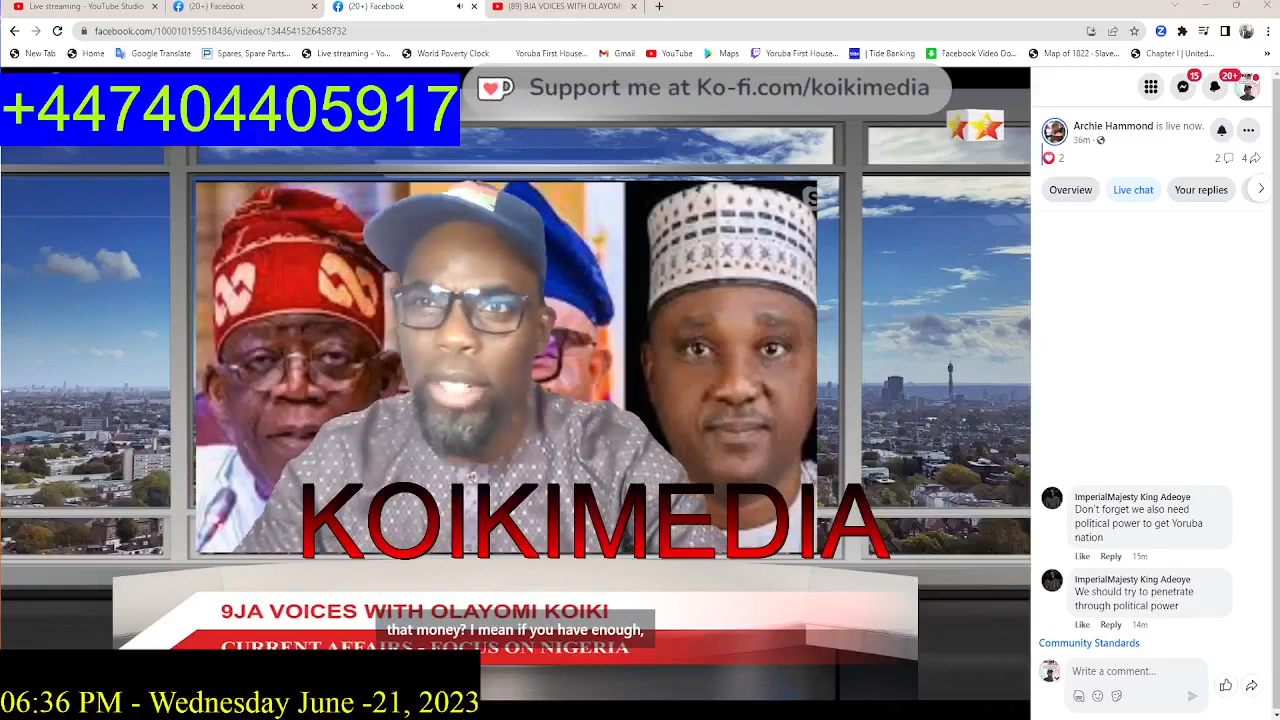 Live streaming - YouTube Studio
(20+) Facebook
(20+) Facebook
(89) 9JA VOICES WITH OLAYOMI
facebook.com/100010159518436/videos/1344541526458732
New Tab
Home
Google Translate
Spares, Parts, Sp...
Live streaming - Yo...
World Poverty Clock
Yoruba First House...
Gmail
YouTube
Maps
Yoruba First House...
Tide Banking
Facebook Video Do...
Map of 1822 - Slave...
Chapter I | United...
+447404405917
Support me at Ko-fi.com/koikimedia
KOIKIMEDIA
9JA VOICES WITH OLAYOMI KOIKI
that money? I mean if you have enough,
CURRENT AFFAIRS - FOCUS ON NIGERIA
06:36 PM - Wednesday June -21, 2023
15
20+
Archie Hammond is live now.
36m
2
2
4
Overview
Live chat
Your replies
ImperialMajesty King Adeoye
Don't forget we also need
political power to get Yoruba
nation
Like Reply 15m
ImperialMajesty King Adeoye
We should try to penetrate
through political power
Like Reply 14m
Community Standards
Write a comment...